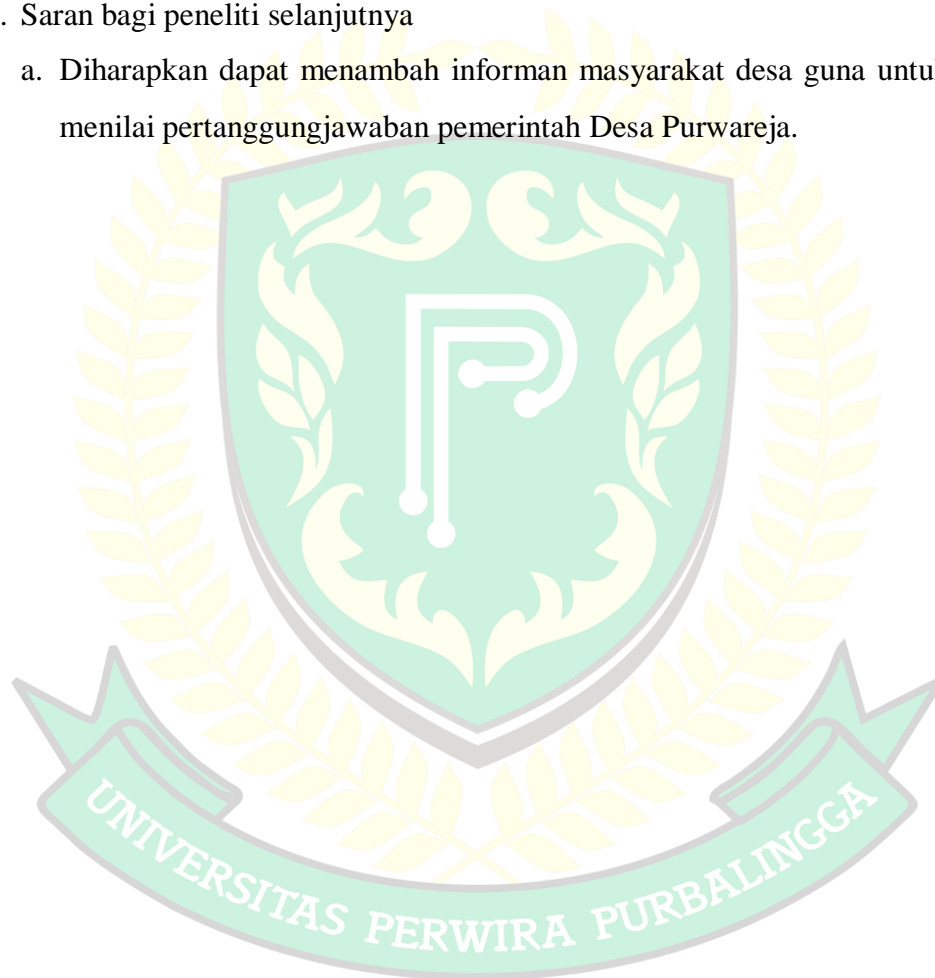 . Saran bagi peneliti selanjutnya
a. Diharapkan dapat menambah informan masyarakat desa guna
menilai pertanggungjawaban pemerintah Desa Purwareja.
UNIVERSITAS PERWIRA PURBALINGGA